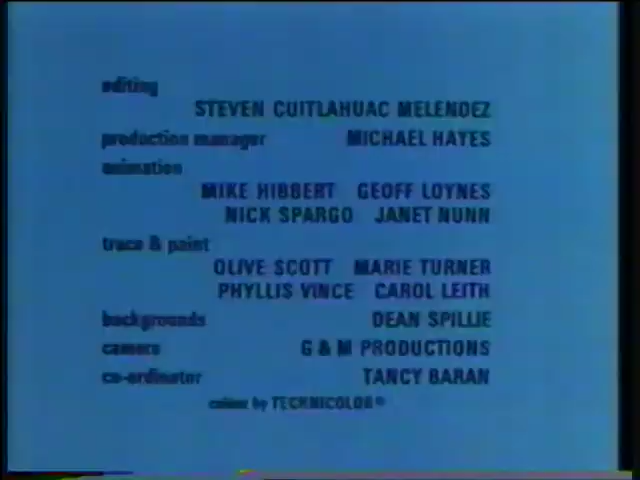 editing
STEVEN CUITLAHUAC MELENDEZ
production manager MICHAEL HAYES
animation
MIKE HIBBERT GEOFF LOYNES
NICK SPARGO JANET NUNN
trace & paint
OLIVE SCOTT MARIE TURNER
PHYLLIS VINCE CAROL LEITH
backgrounds DEAN SPILLIE
camera G & M PRODUCTIONS
co-ordinator TANCY BARAN
colour by TECHNICOLOR®